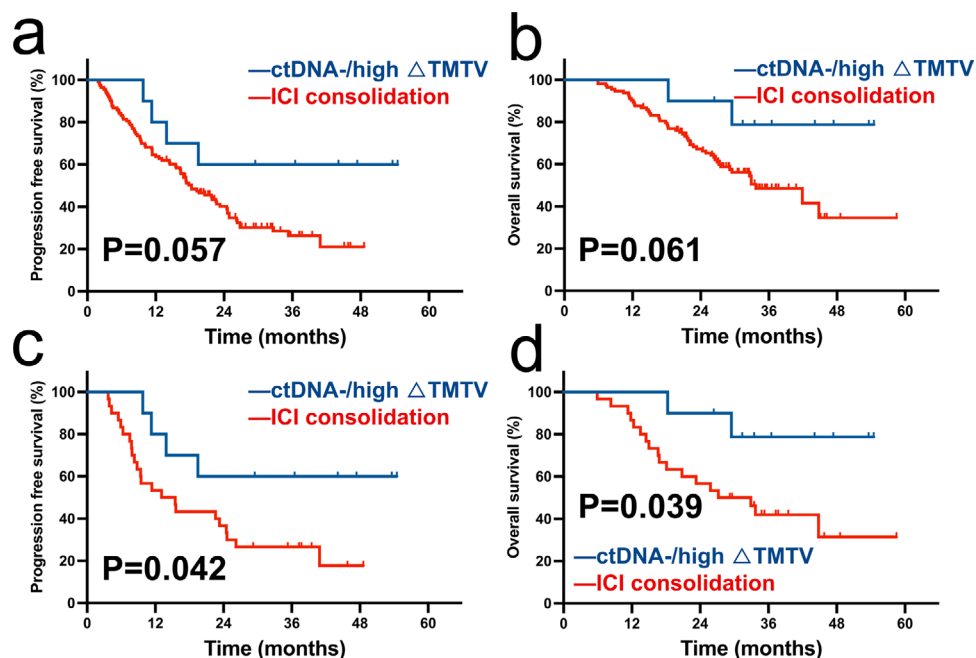 a
ctDNA-/high △TMTV
ICI consolidation
Progression free survival (%)
100
80
60
40
20
0
P=0.057
0 12 24 36 48 60
Time (months)
b
ctDNA-/high △TMTV
ICI consolidation
Overall survival (%)
100
80
60
40
20
0
P=0.061
0 12 24 36 48 60
Time (months)
c
ctDNA-/high △TMTV
ICI consolidation
Progression free survival (%)
100
80
60
40
20
0
P=0.042
0 12 24 36 48 60
Time (months)
d
Overall survival (%)
100
80
60
40
20
0
P=0.039
ctDNA-/high △TMTV
ICI consolidation
0 12 24 36 48 60
Time (months)